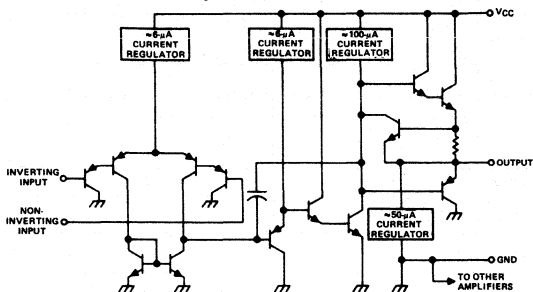 VCC
≈6-μA
CURRENT
REGULATOR
≈6-μA
CURRENT
REGULATOR
≈100-μA
CURRENT
REGULATOR
INVERTING
INPUT
NON-
INVERTING
INPUT
OUTPUT
≈50-μA
CURRENT
REGULATOR
GND
TO OTHER
AMPLIFIERS